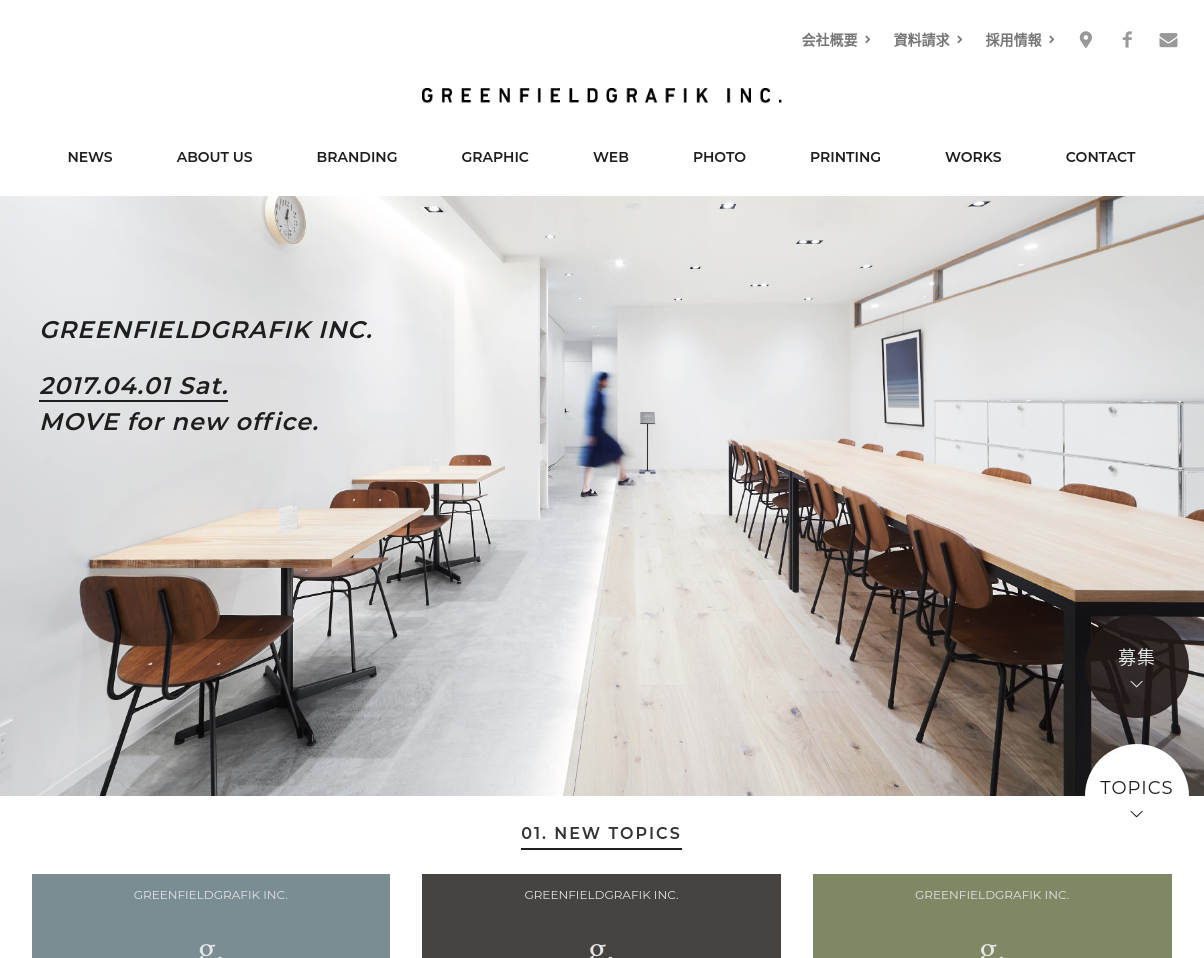 会社概要 資料請求 採用情報
GREENFIELDGRAFIK INC.
NEWS ABOUT US BRANDING GRAPHIC WEB PHOTO PRINTING WORKS CONTACT
GREENFIELDGRAFIK INC.
2017.04.01 Sat.
MOVE for new office.
募集
TOPICS
01. NEW TOPICS
GREENFIELDGRAFIK INC. GREENFIELDGRAFIK INC. GREENFIELDGRAFIK INC.
g. g. g.